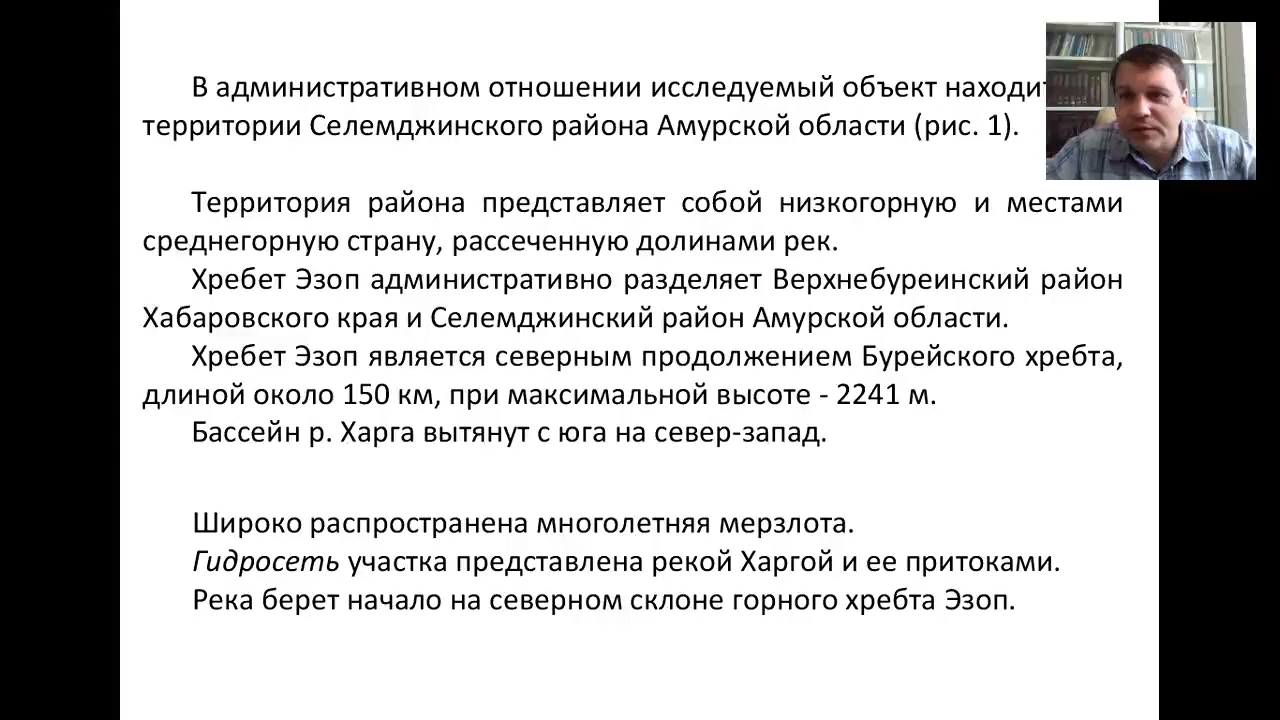 В административном отношении исследуемый объект находит
территории Селемджинского района Амурской области (рис. 1).
Территория района представляет собой низкогорную и местами
среднегорную страну, рассеченную долинами рек.
Хребет Эзоп административно разделяет Верхнебуреинский район
Хабаровского края и Селемджинский район Амурской области.
Хребет Эзоп является северным продолжением Бурейского хребта,
длиной около 150 км, при максимальной высоте - 2241 м.
Бассейн р. Харга вытянут с юга на север-запад.
Широко распространена многолетняя мерзлота.
Гидросеть участка представлена рекой Харгой и ее притоками.
Река берет начало на северном склоне горного хребта Эзоп.